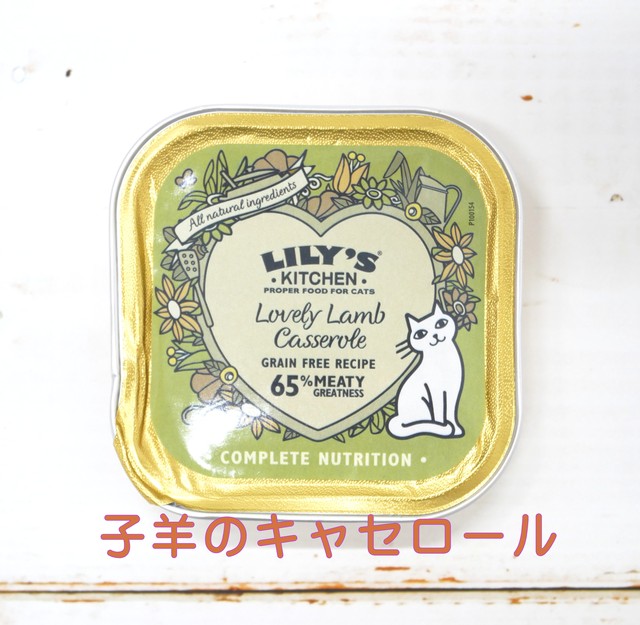 All natural ingredients
P100154
LILY'S
• KITCHEN •
PROPER FOOD FOR CATS
Lovely Lamb
Casserole
GRAIN FREE RECIPE
65% MEATY
GREATNESS
• COMPLETE NUTRITION •
子羊のキャセロール